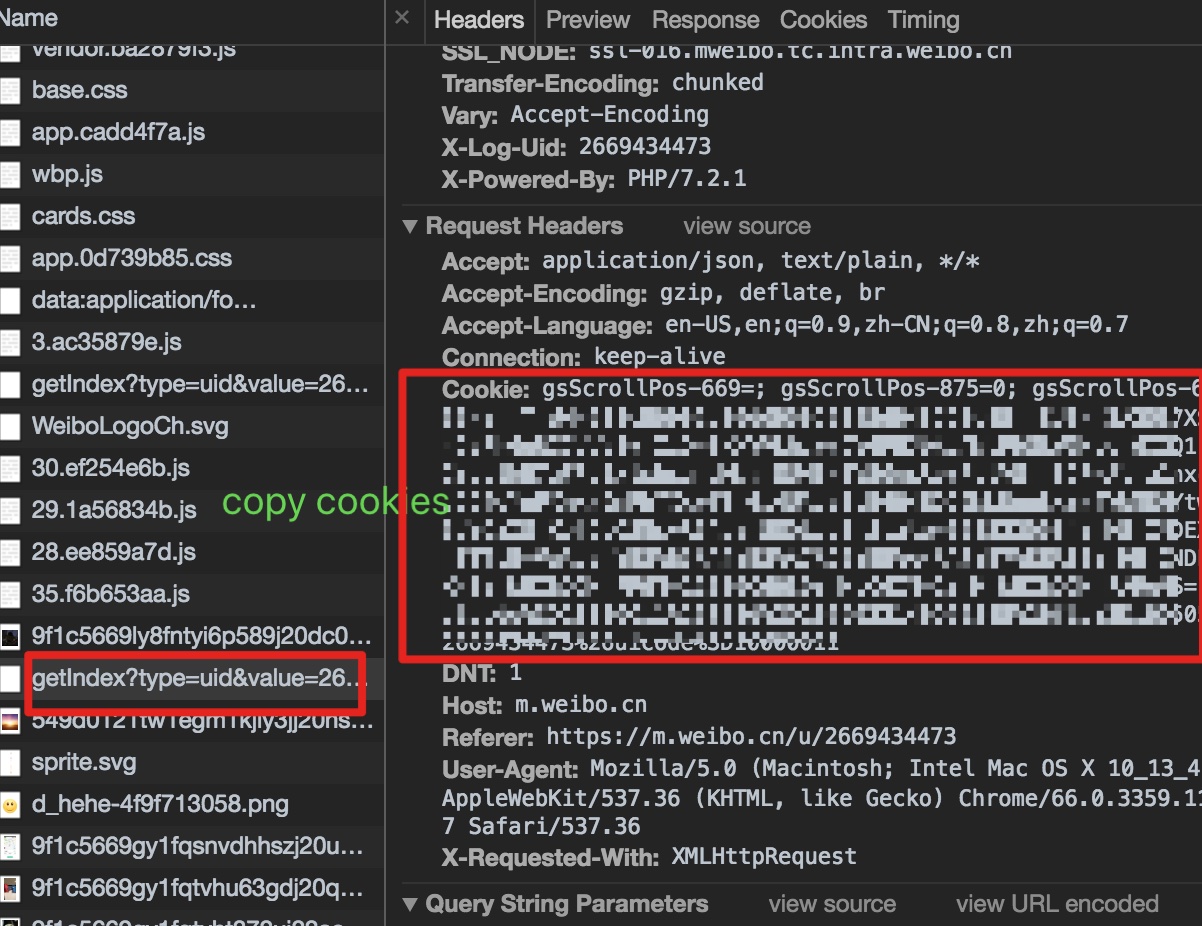 Name
vendor.ba2879f3.js
base.css
app.cadd4f7a.js
wbp.js
cards.css
app.0d739b85.css
data:application/fo...
3.ac35879e.js
getIndex?type=uid&value=26...
WeiboLogoCh.svg
30.ef254e6b.js
29.1a56834b.js
28.ee859a7d.js
35.f6b653aa.js
9f1c5669ly8fntyi6p589j20dc0...
getIndex?type=uid&value=26...
549d0121tw1egm1kjly3jj20hs...
sprite.svg
d_hehe-4f9f713058.png
9f1c5669gy1fqsnvdhhszj20u...
9f1c5669gy1fqtvhu63gdj20q...
copy cookies
× Headers Preview Response Cookies Timing
SSL_NODE: ssl-016.mweibo.tc.intra.weibo.cn
Transfer-Encoding: chunked
Vary: Accept-Encoding
X-Log-Uid: 2669434473
X-Powered-By: PHP/7.2.1
▼ Request Headers view source
Accept: application/json, text/plain, */*
Accept-Encoding: gzip, deflate, br
Accept-Language: en-US,en;q=0.9,zh-CN;q=0.8,zh;q=0.7
Connection: keep-alive
Cookie: gsScrollPos-669=; gsScrollPos-875=0; gsScrollPos-6
2669434473%26uicode%3D10000011
DNT: 1
Host: m.weibo.cn
Referer: https://m.weibo.cn/u/2669434473
User-Agent: Mozilla/5.0 (Macintosh; Intel Mac OS X 10_13_4
AppleWebKit/537.36 (KHTML, like Gecko) Chrome/66.0.3359.11
7 Safari/537.36
X-Requested-With: XMLHttpRequest
▼ Query String Parameters view source view URL encoded